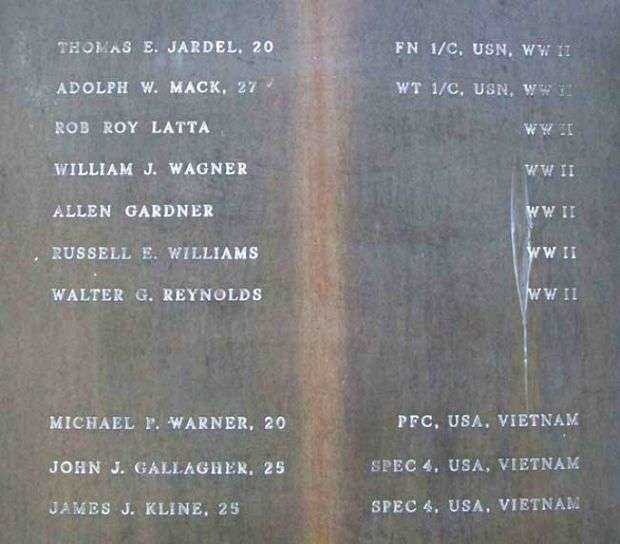 THOMAS E. JARDEL, 20 FN 1/C, USN, WW II
ADOLPH W. MACK, 27 WT 1/C, USN, WW II
ROB ROY LATTA WW II
WILLIAM J. WAGNER WW II
ALLEN GARDNER WW II
RUSSELL E. WILLIAMS WW II
WALTER G. REYNOLDS WW II
MICHAEL P. WARNER, 20 PFC, USA, VIETNAM
JOHN J. GALLAGHER, 25 SPEC 4, USA, VIETNAM
JAMES J. KLINE, 25 SPEC 4, USA, VIETNAM